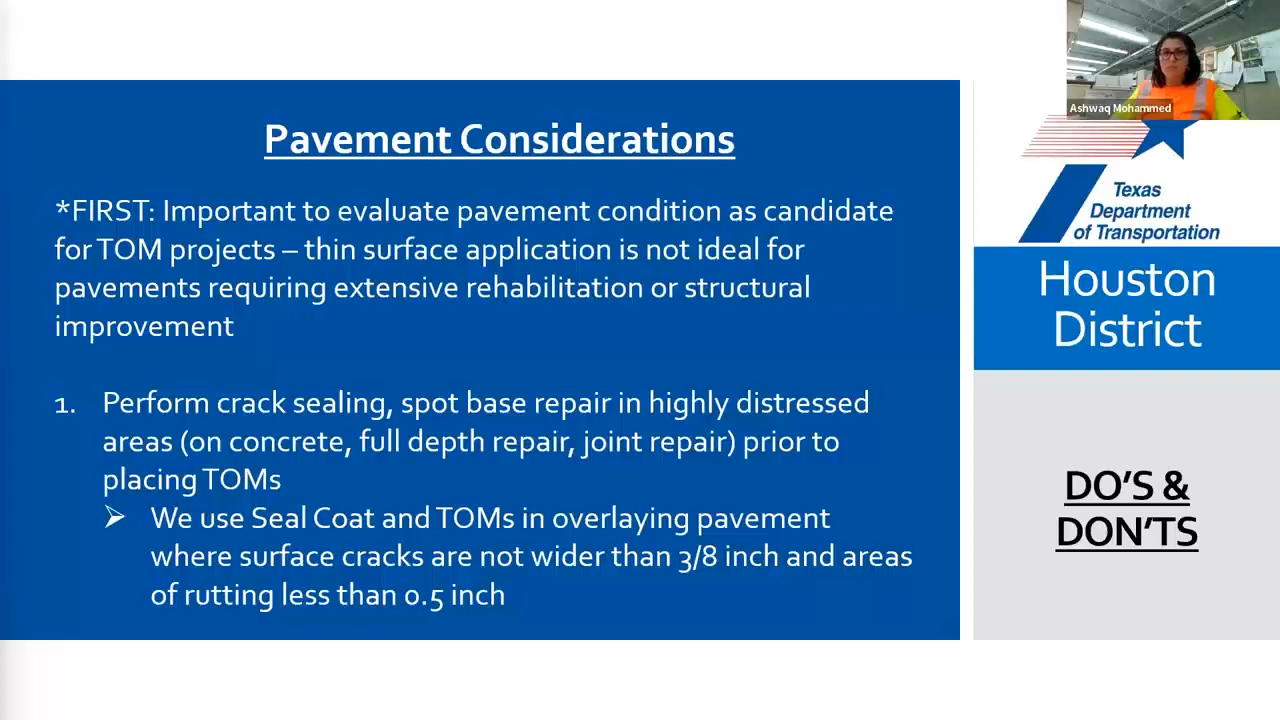 Pavement Considerations
*FIRST: Important to evaluate pavement condition as candidate
for TOM projects – thin surface application is not ideal for
pavements requiring extensive rehabilitation or structural
improvement
1. Perform crack sealing, spot base repair in highly distressed
areas (on concrete, full depth repair, joint repair) prior to
placing TOMs
➢ We use Seal Coat and TOMs in overlaying pavement
where surface cracks are not wider than 3/8 inch and areas
of rutting less than 0.5 inch
Ashwaq Mohammed
Texas
Department
of Transportation
Houston
District
DO’S &
DON’TS